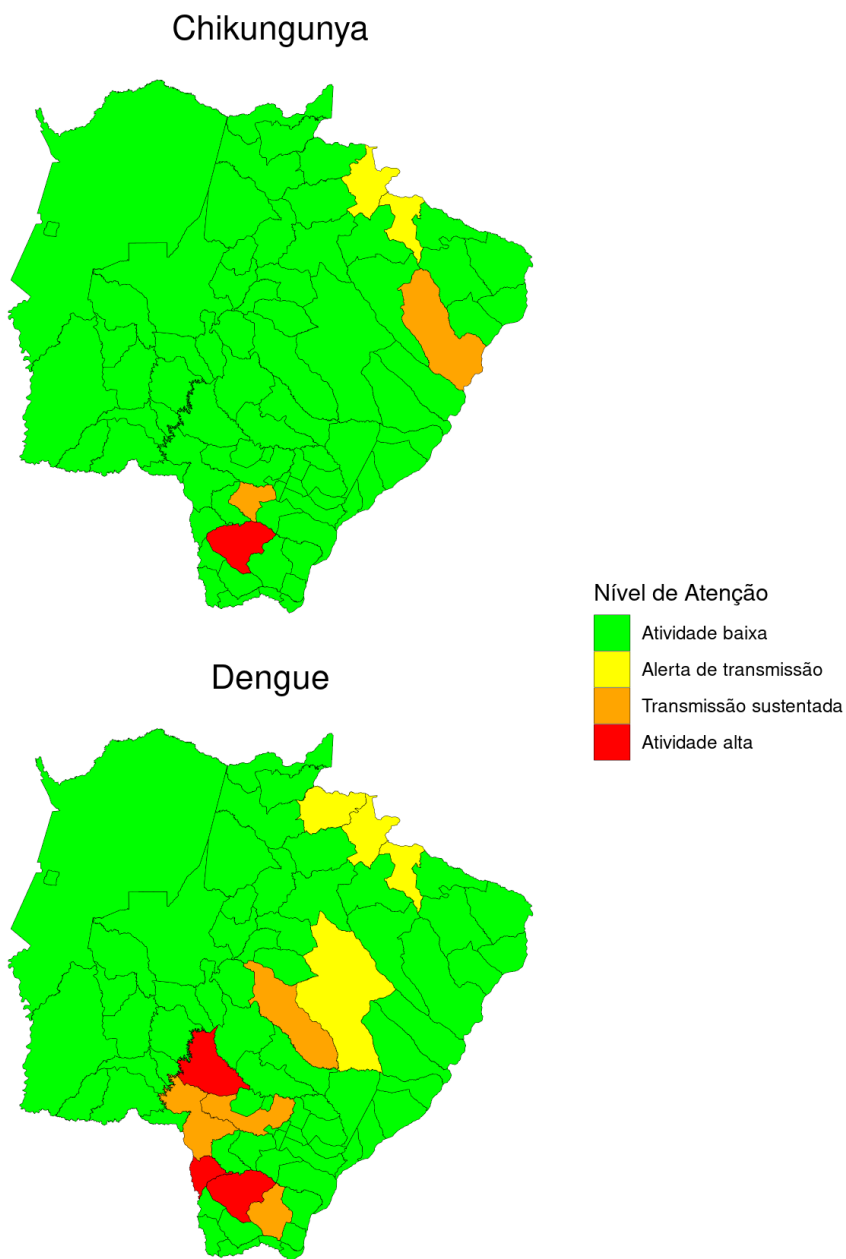 Chikungunya
Nível de Atenção
Atividade baixa
Alerta de transmissão
Transmissão sustentada
Atividade alta
Dengue